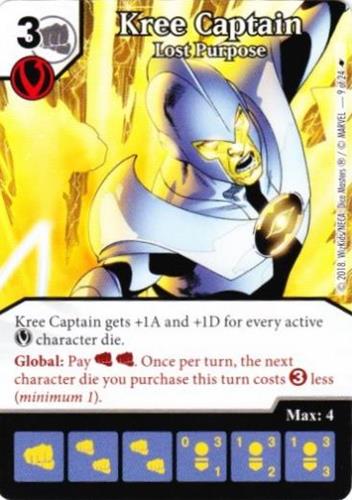 3
Kree Captain
Lost Purpose
© 2018. WizKids/NECA. Dice Masters ® / © MARVEL — 9 of 24
Kree Captain gets +1A and +1D for every active
character die.
Global: Pay . Once per turn, the next
character die you purchase this turn costs 3 less
(minimum 1).
Max: 4
0 3 1 3 1 3
1 2 3